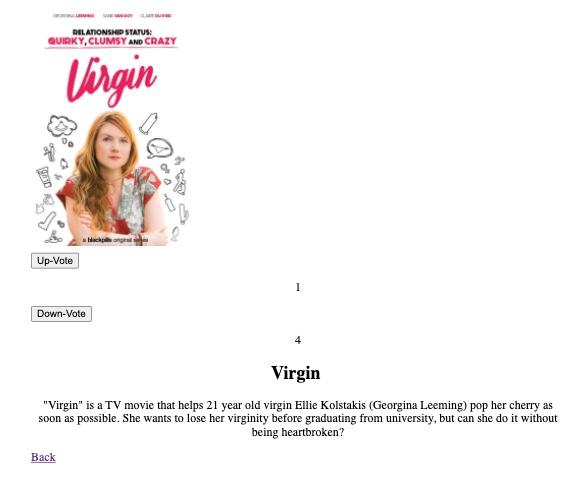 GEORGINA LEEMING SAM VANHOEY CLAIRE OLIVIER
RELATIONSHIP STATUS:
QUIRKY, CLUMSY AND CRAZY
Virgin
a blackpills original series
Up-Vote
1
Down-Vote
4
Virgin
"Virgin" is a TV movie that helps 21 year old virgin Ellie Kolstakis (Georgina Leeming) pop her cherry as
soon as possible. She wants to lose her virginity before graduating from university, but can she do it without
being heartbroken?
Back